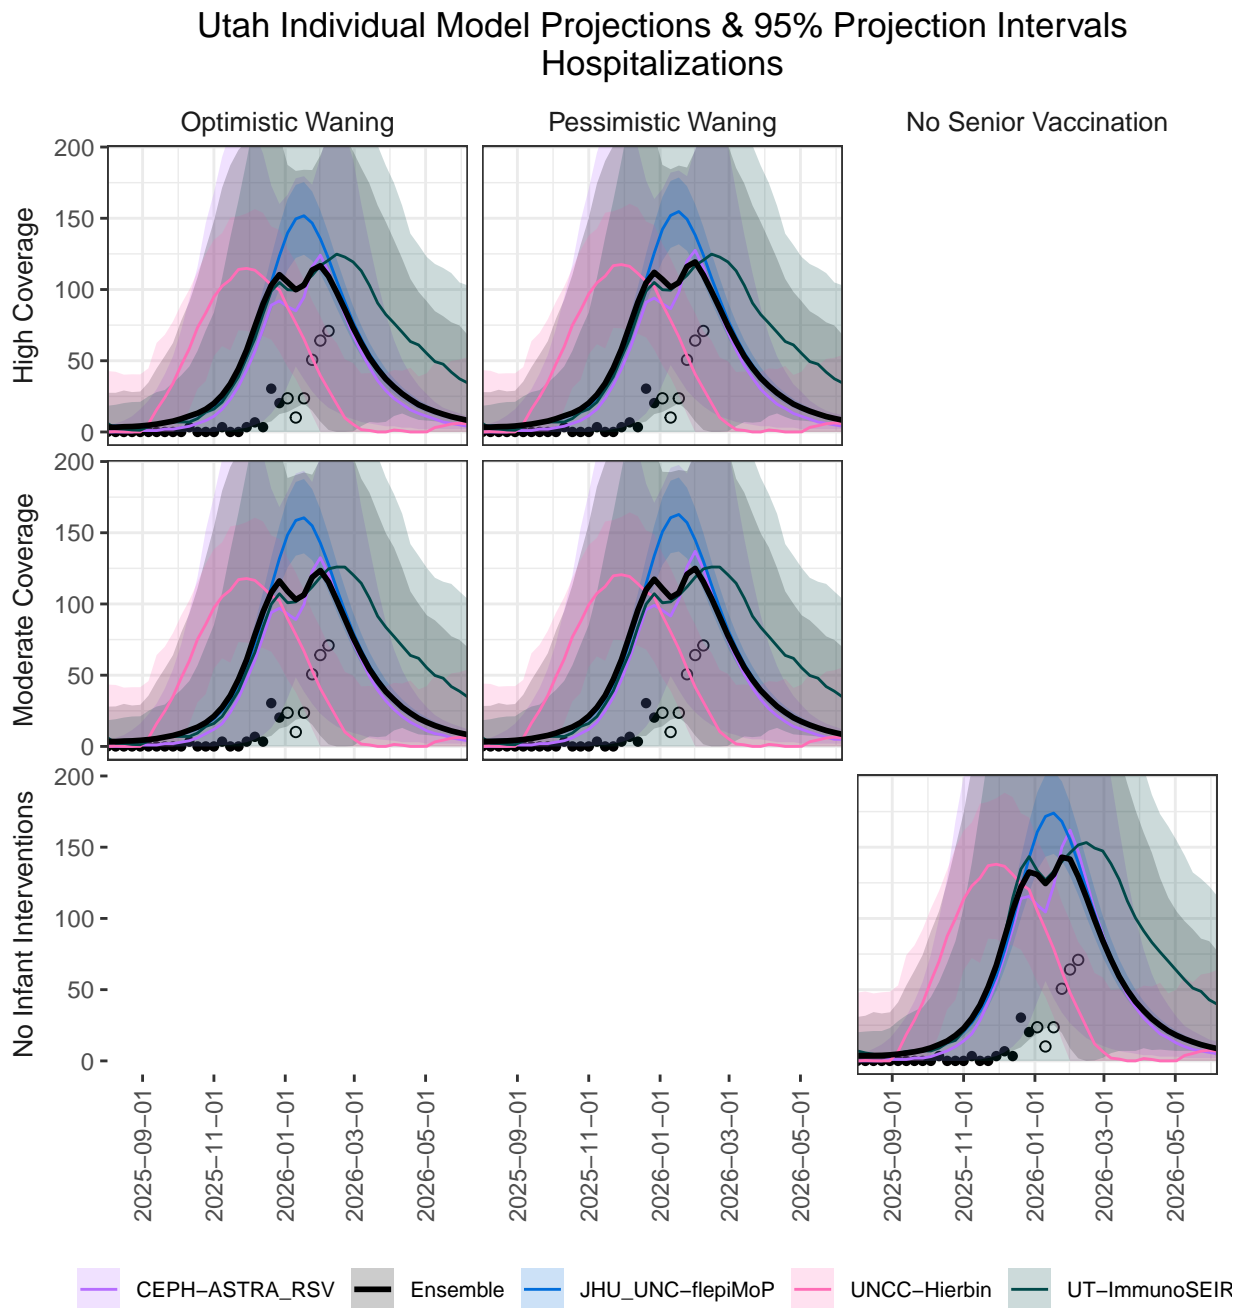 Utah Individual Model Projections & 95% Projection Intervals
Hospitalizations
Optimistic Waning
Pessimistic Waning
No Senior Vaccination
High Coverage
200
150
100
50
0
Moderate Coverage
200
150
100
50
0
No Infant Interventions
200
150
100
50
0
2025−09−01
2025−11−01
2026−01−01
2026−03−01
2026−05−01
2025−09−01
2025−11−01
2026−01−01
2026−03−01
2026−05−01
2025−09−01
2025−11−01
2026−01−01
2026−03−01
2026−05−01
CEPH−ASTRA_RSV
Ensemble
JHU_UNC−flepiMoP
UNCC−Hierbin
UT−ImmunoSEIR